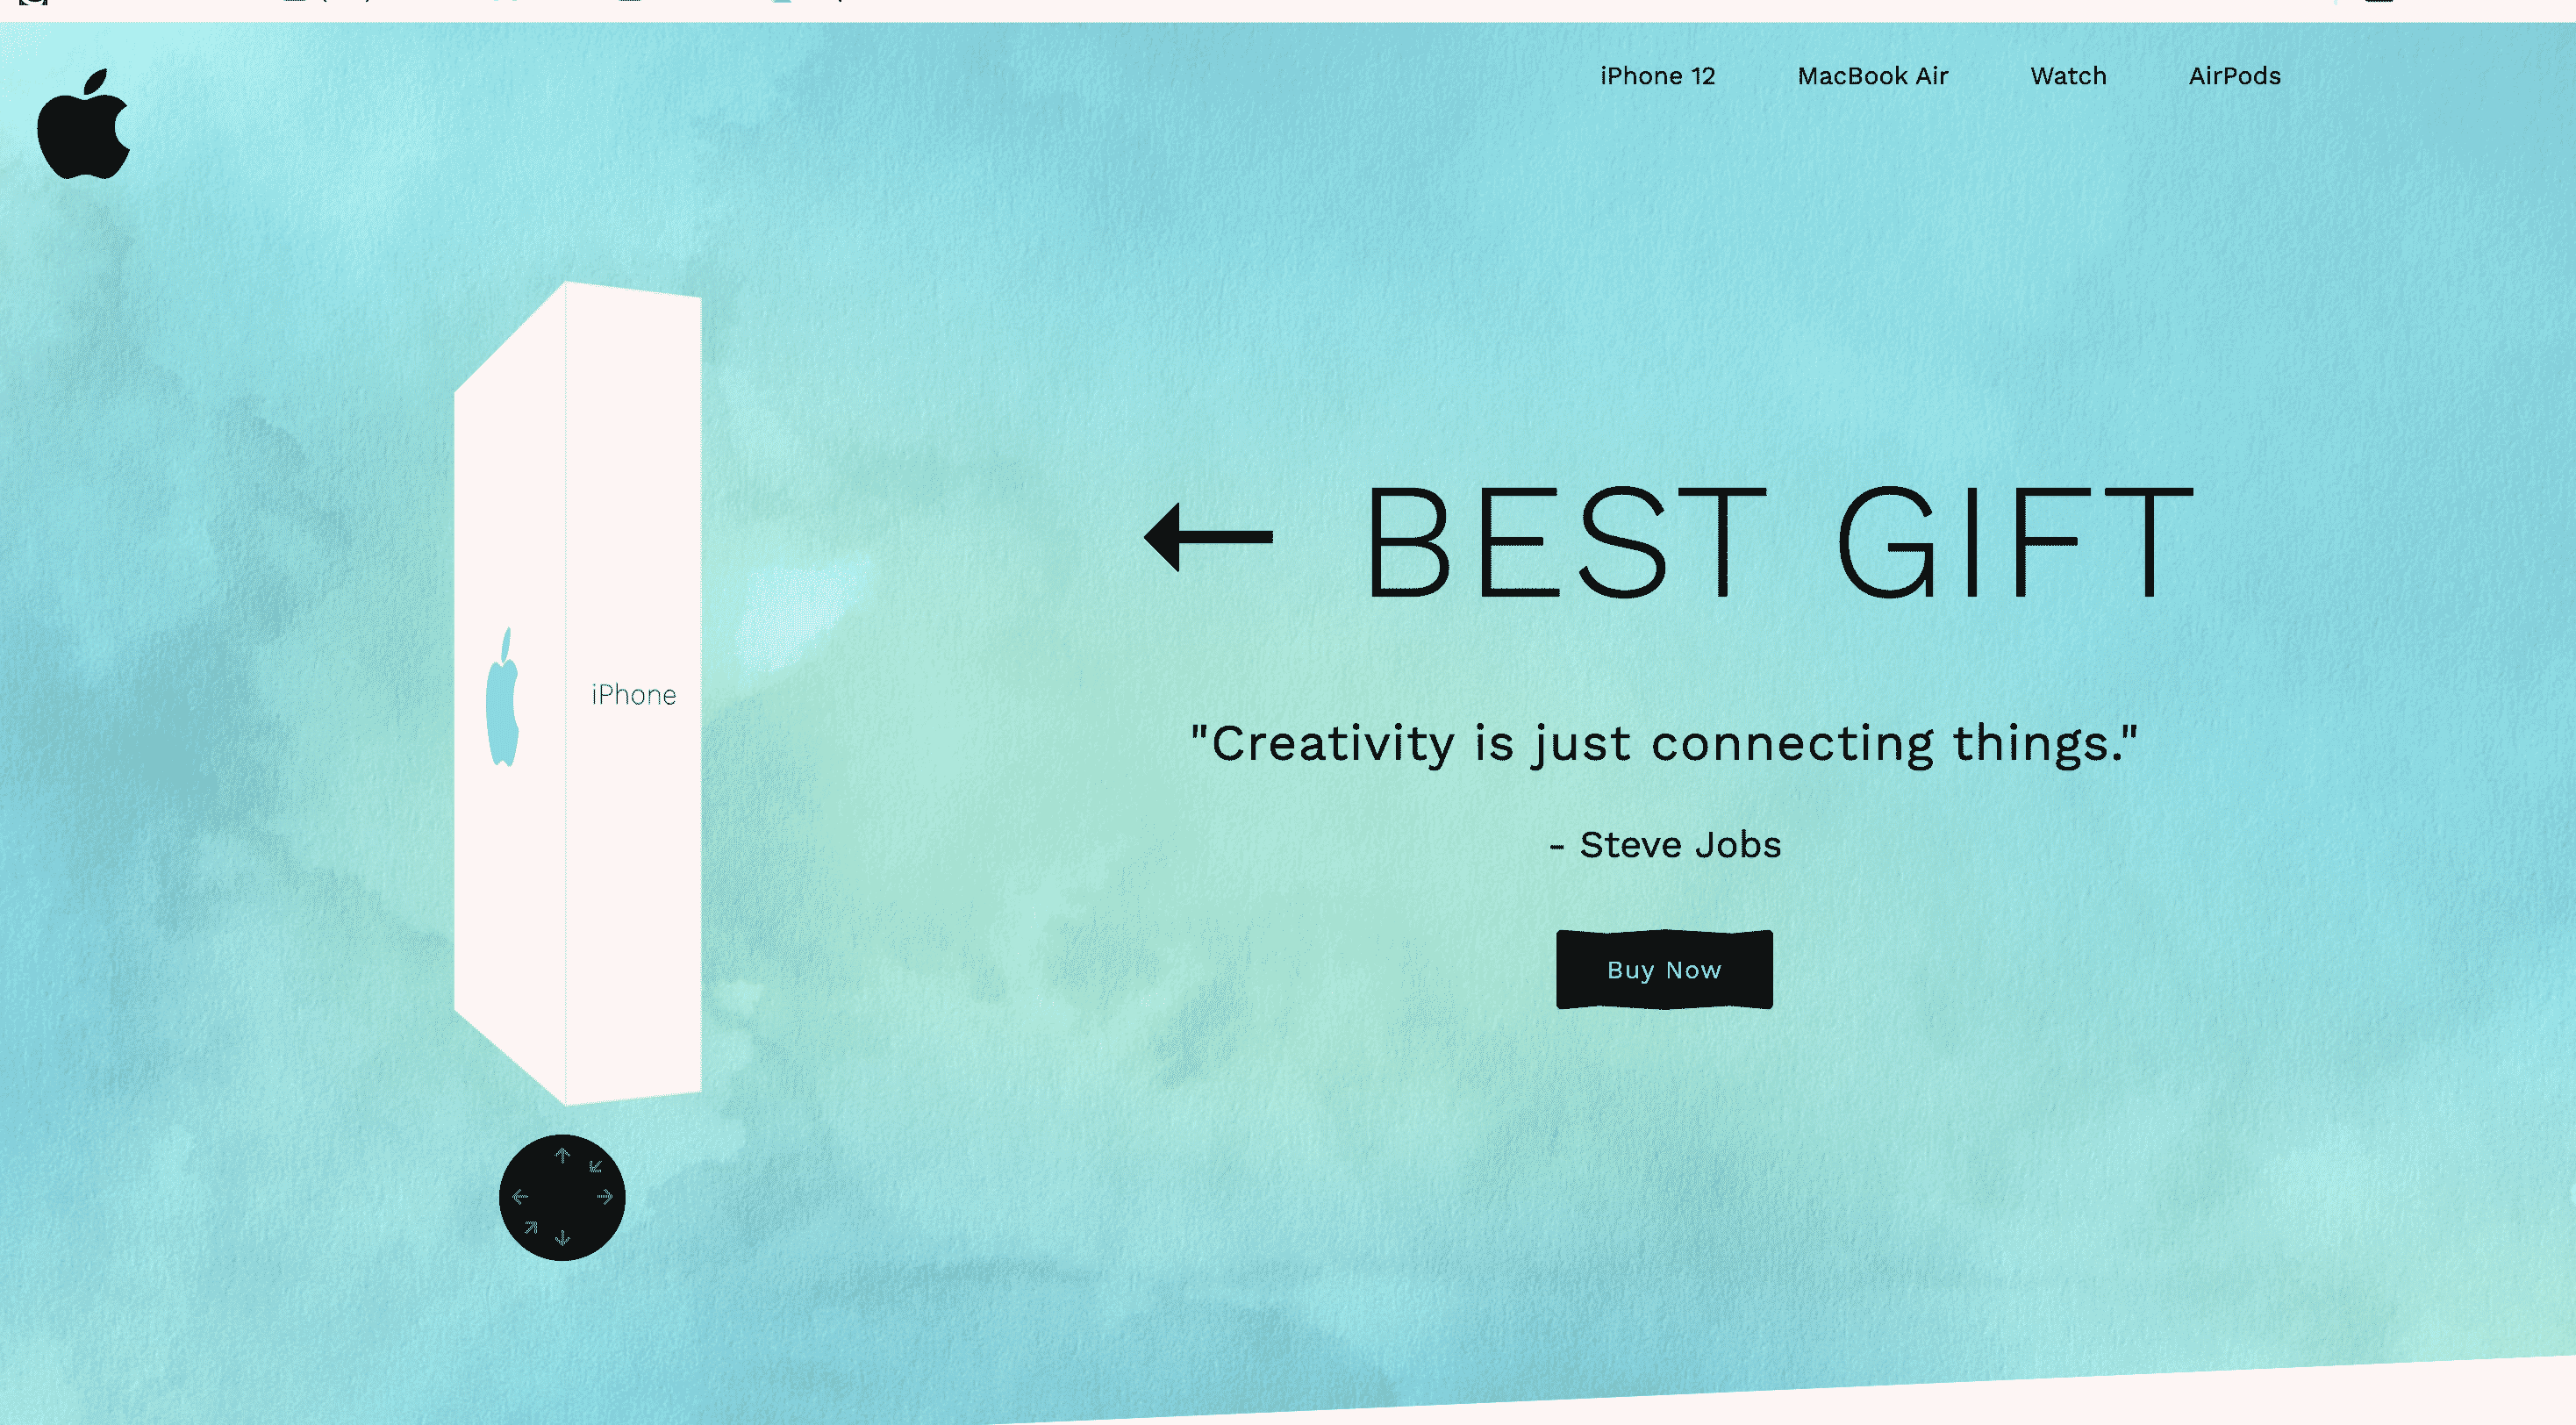 iPhone 12 MacBook Air Watch AirPods
BEST GIFT
iPhone
"Creativity is just connecting things."
- Steve Jobs
Buy Now